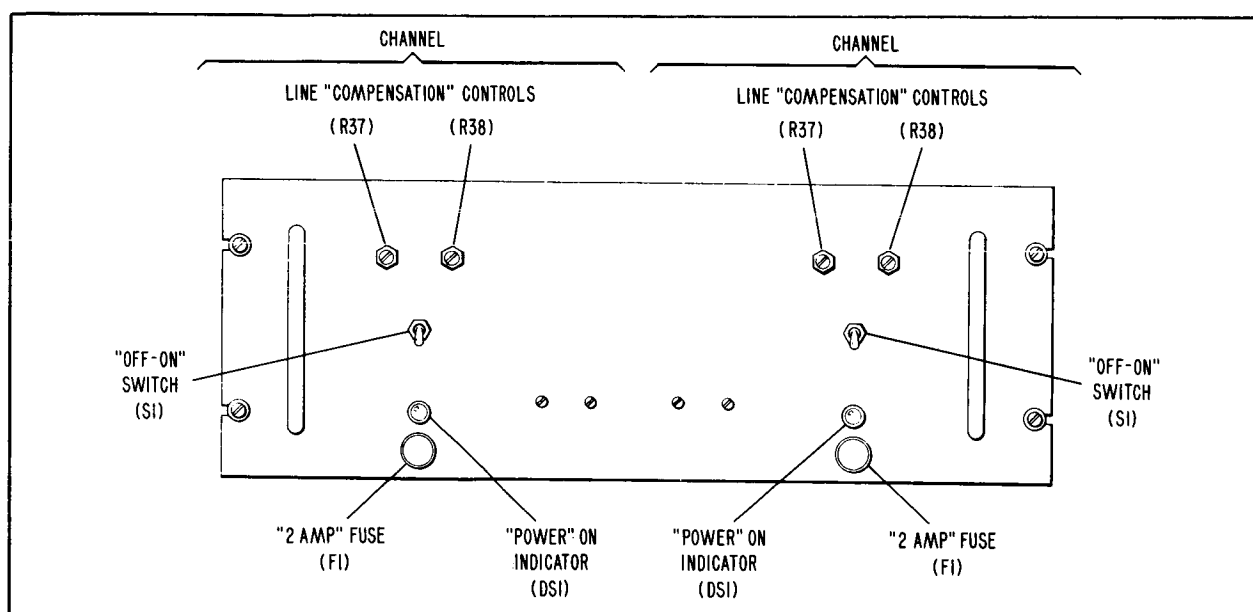 CHANNEL
CHANNEL
LINE "COMPENSATION" CONTROLS
(R37)
(R38)
LINE "COMPENSATION" CONTROLS
(R37)
(R38)
"OFF-ON"
SWITCH
(S1)
"OFF-ON"
SWITCH
(S1)
"2 AMP" FUSE
(F1)
"POWER" ON
INDICATOR
(DS1)
"POWER" ON
INDICATOR
(DS1)
"2 AMP" FUSE
(F1)